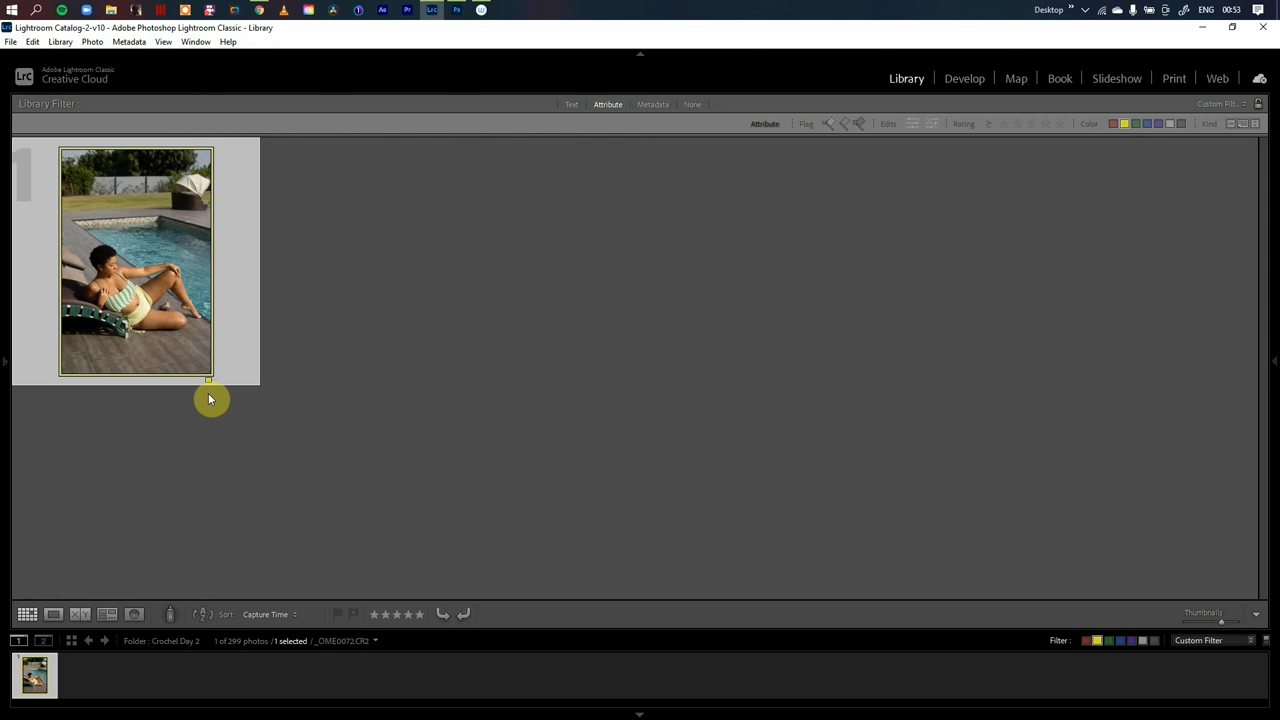 Desktop
ENG
00:53
Lightroom Catalog-2-v10 - Adobe Photoshop Lightroom Classic - Library
File Edit Library Photo Metadata View Window Help
Lrc
Adobe Lightroom Classic
Creative Cloud
Library Develop Map Book Slideshow Print Web
Library Filter :
Text Attribute Metadata None
Custom Filt...
Attribute Flag Edits Rating ≥ Color Kind
1
Sort: Capture Time
Thumbnails
1 2 Folder : Crochel Day 2 1 of 299 photos / 1 selected / _OME0072.CR2
Filter : Custom Filter
1